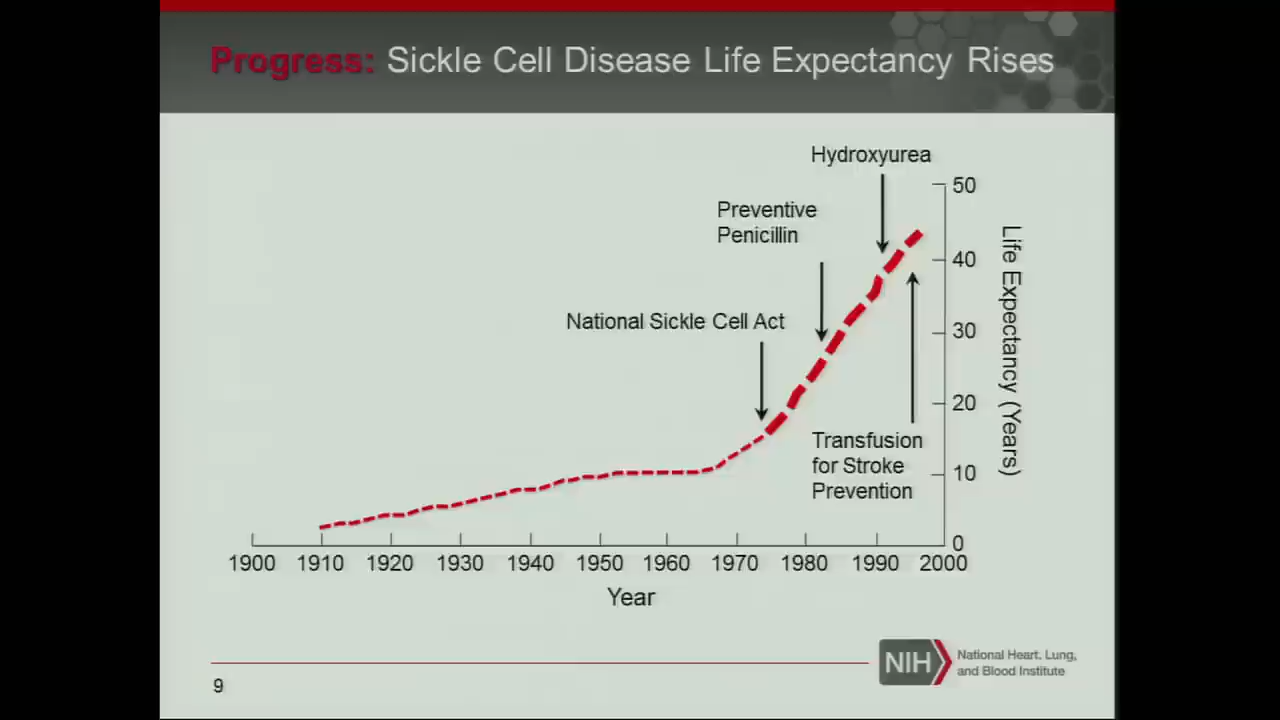 Progress: Sickle Cell Disease Life Expectancy Rises
Hydroxyurea
Preventive
Penicillin
National Sickle Cell Act
Transfusion
for Stroke
Prevention
50
40
30
20
10
0
Life Expectancy (Years)
1900 1910 1920 1930 1940 1950 1960 1970 1980 1990 2000
Year
NIH
National Heart, Lung,
and Blood Institute
9